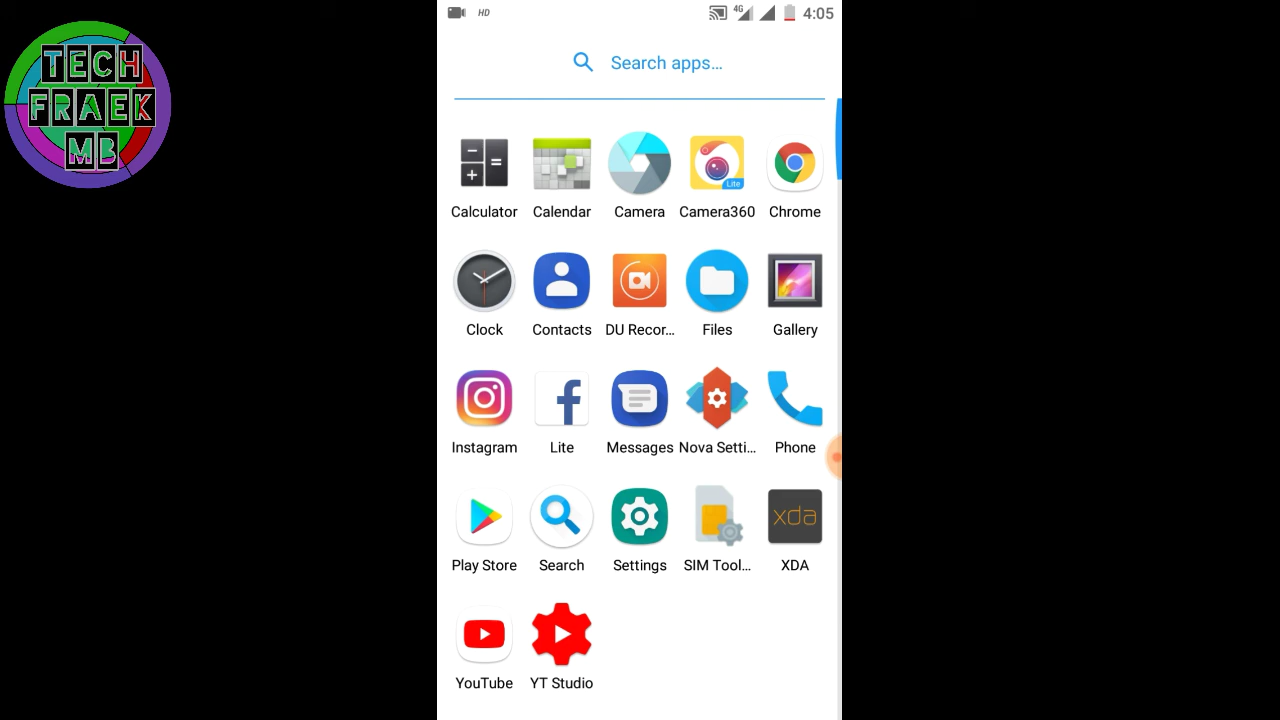 TECH
FRAEK
MB
HD
4G
4:05
Search apps...
Calculator
Calendar
Camera
Lite
Camera360
Chrome
Clock
Contacts
DU Recor...
Files
Gallery
Instagram
Lite
Messages
Nova Setti...
Phone
xda
Play Store
Search
Settings
SIM Tool...
XDA
YouTube
YT Studio